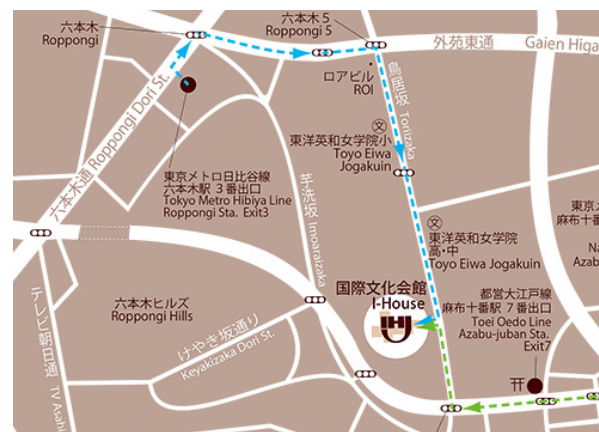 六本木
Roppongi
六本木 5
Roppongi 5
外苑東通
Gaien Higa
ロアビル
ROI
鳥居坂 Toriizaka
六本木通 Roppongi Dori St.
文
東洋英和女学院小
Toyo Eiwa
Jogakuin
東京メトロ日比谷線
六本木駅 3番出口
Tokyo Metro Hibiya Line
Roppongi Sta. Exit3
芋洗坂 Imoaraizaka
文
東洋英和女学院
高・中
Toyo Eiwa Jogakuin
東京メ
麻布十番
Na
Azabu
国際文化会館
I-House
六本木ヒルズ
Roppongi Hills
都営大江戸線
麻布十番駅 7番出口
Toei Oedo Line
Azabu-juban Sta.
Exit7
けやき坂通り
Keyakizaka Dori St.
テレビ朝日通
TV Asahi